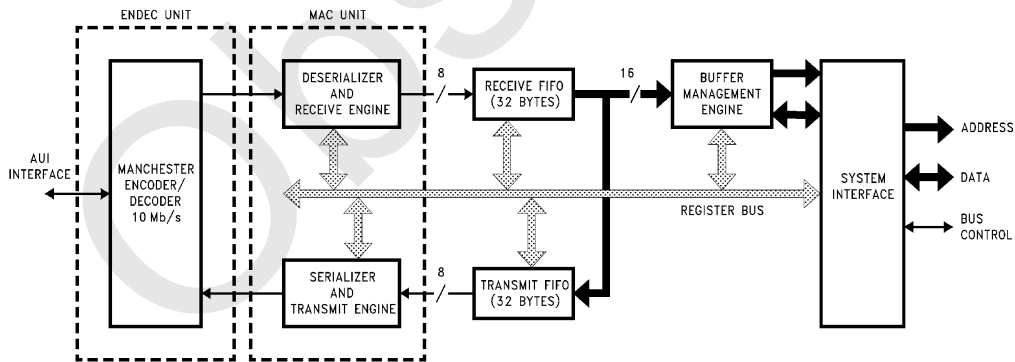 ENDEC UNIT
MAC UNIT
AUI
INTERFACE
MANCHESTER
ENCODER/
DECODER
10 Mb/s
DESERIALIZER
AND
RECEIVE ENGINE
8
RECEIVE FIFO
(32 BYTES)
16
BUFFER
MANAGEMENT
ENGINE
SYSTEM
INTERFACE
ADDRESS
DATA
BUS
CONTROL
REGISTER BUS
SERIALIZER
AND
TRANSMIT ENGINE
8
TRANSMIT FIFO
(32 BYTES)
Obs